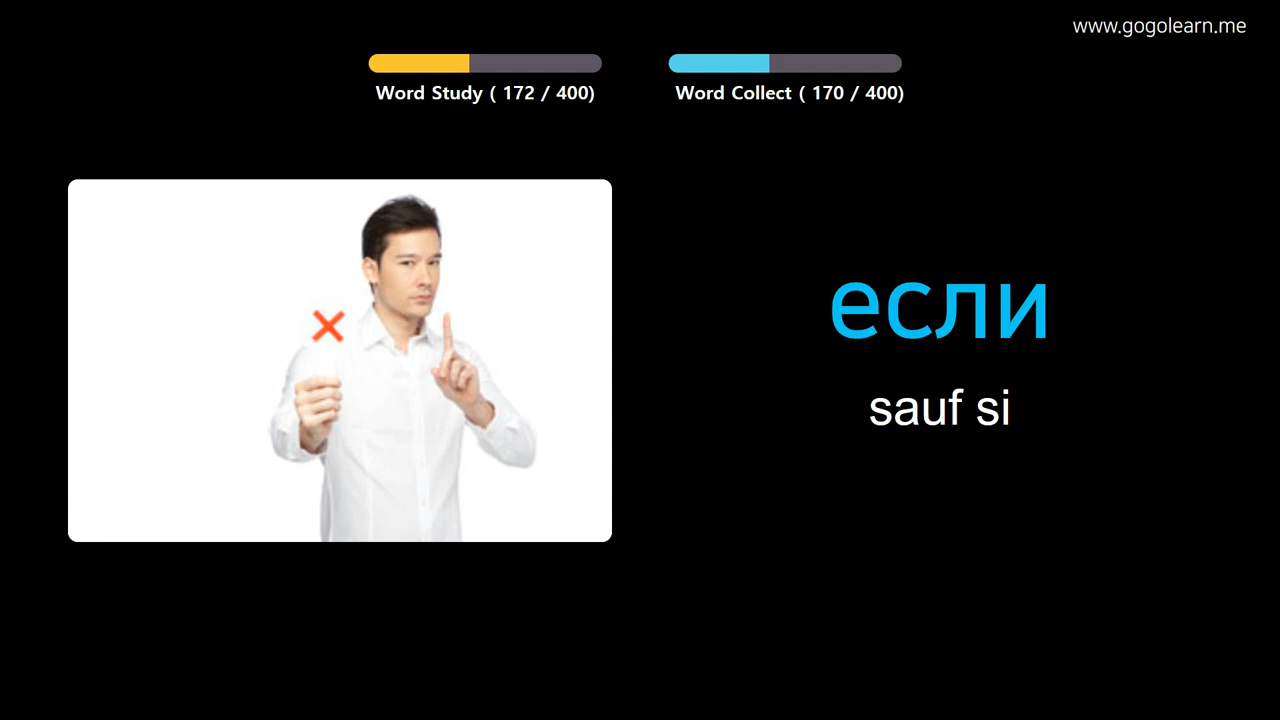 www.gogolearn.me
Word Study ( 172 / 400)
Word Collect ( 170 / 400)
если
sauf si